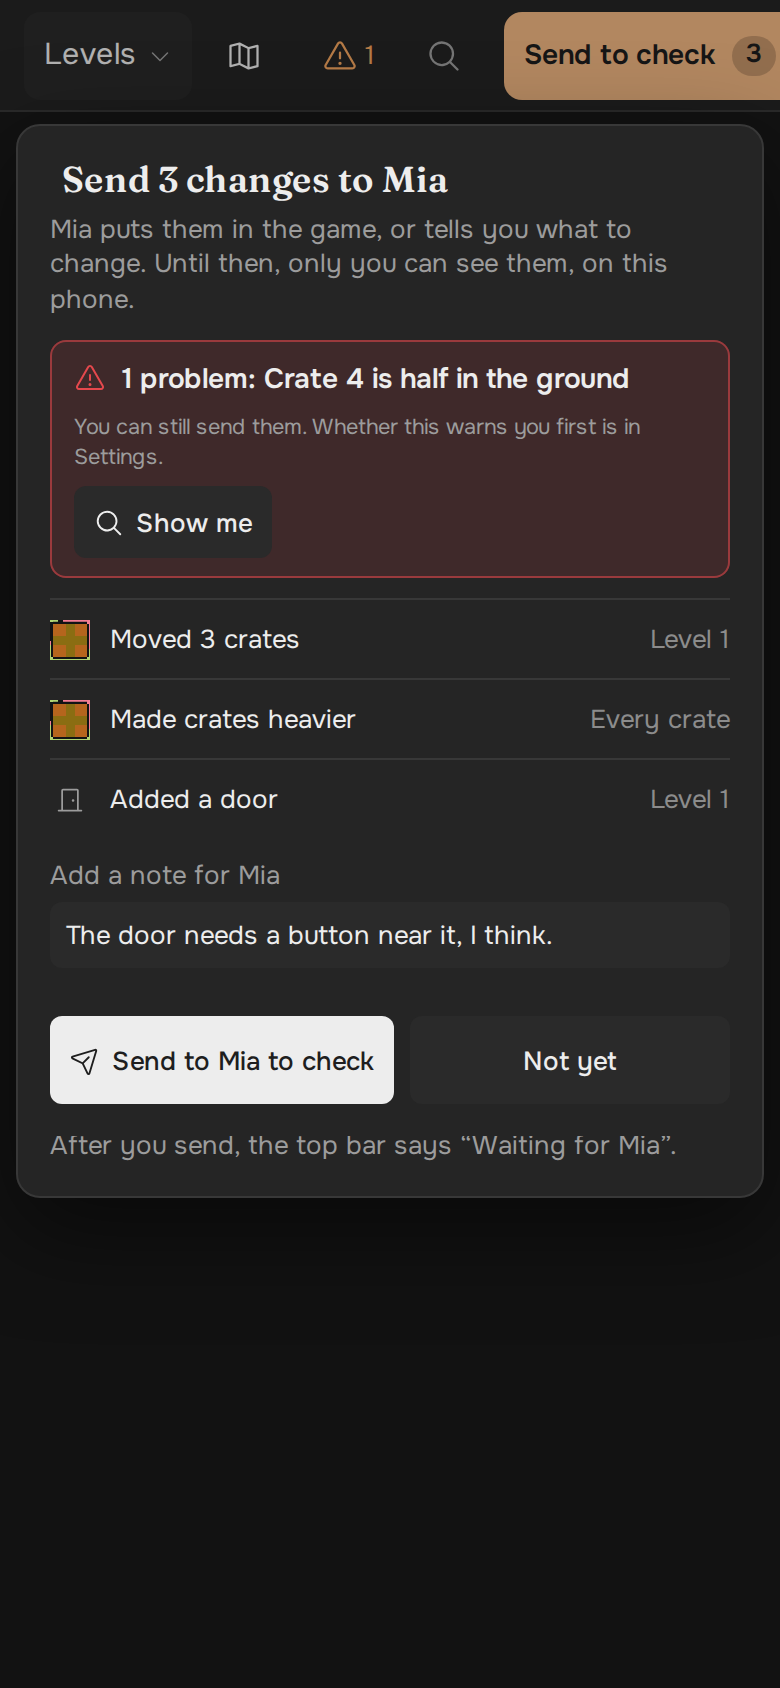 Levels
1
Send to check 3
Send 3 changes to Mia
Mia puts them in the game, or tells you what to
change. Until then, only you can see them, on this
phone.
1 problem: Crate 4 is half in the ground
You can still send them. Whether this warns you first is in
Settings.
Show me
Moved 3 crates Level 1
Made crates heavier Every crate
Added a door Level 1
Add a note for Mia
The door needs a button near it, I think.
Send to Mia to check Not yet
After you send, the top bar says “Waiting for Mia”.